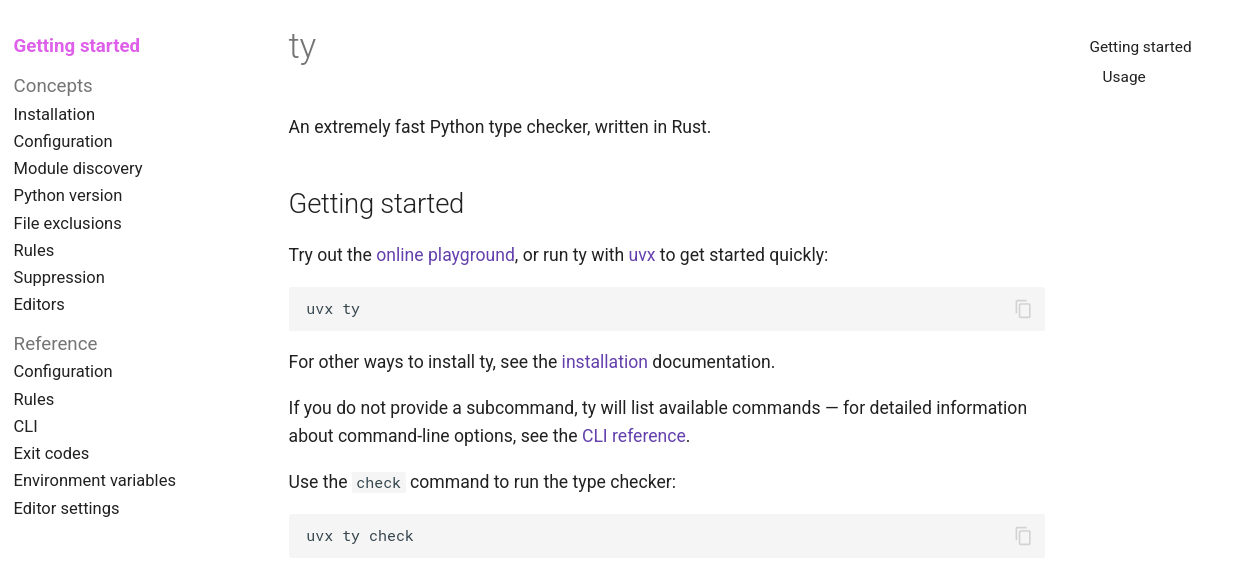 Getting started
Concepts
Installation
Configuration
Module discovery
Python version
File exclusions
Rules
Suppression
Editors
Reference
Configuration
Rules
CLI
Exit codes
Environment variables
Editor settings
ty
An extremely fast Python type checker, written in Rust.
Getting started
Try out the online playground, or run ty with uvx to get started quickly:
uvx ty
For other ways to install ty, see the installation documentation.
If you do not provide a subcommand, ty will list available commands — for detailed information
about command-line options, see the CLI reference.
Use the check command to run the type checker:
uvx ty check
Getting started
Usage